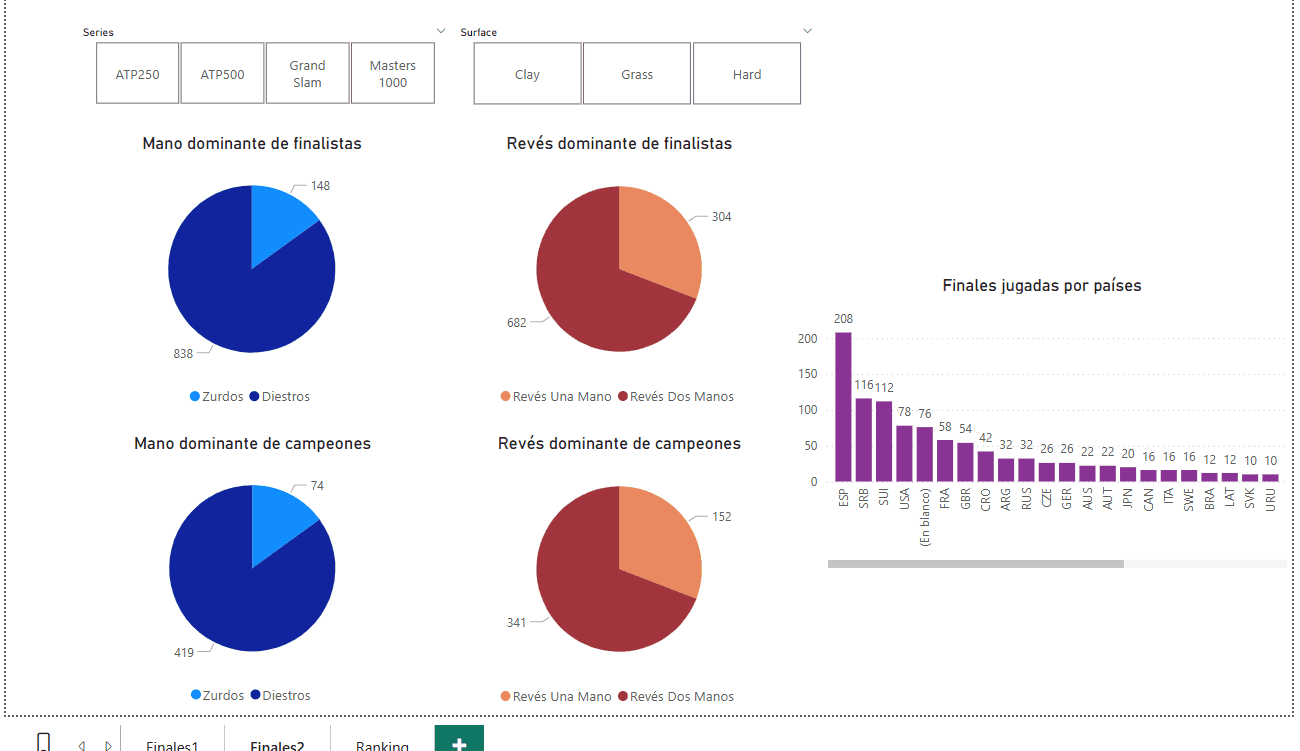 Series
Surface
ATP250
ATP500
Grand
Slam
Masters
1000
Clay
Grass
Hard
Mano dominante de finalistas
148
838
Zurdos
Diestros
Revés dominante de finalistas
304
682
Revés Una Mano
Revés Dos Manos
Mano dominante de campeones
74
419
Zurdos
Diestros
Revés dominante de campeones
152
341
Revés Una Mano
Revés Dos Manos
Finales jugadas por países
200
150
100
50
0
208
116
112
78
76
58
54
42
32
32
26
26
22
22
20
16
16
16
12
12
10
10
ESP
SRB
SUI
USA
(En blanco)
FRA
GBR
CRO
ARG
RUS
CZE
GER
AUS
AUT
JPN
CAN
ITA
SWE
BRA
LAT
SVK
URU
Finales1
Finales2
Ranking
+